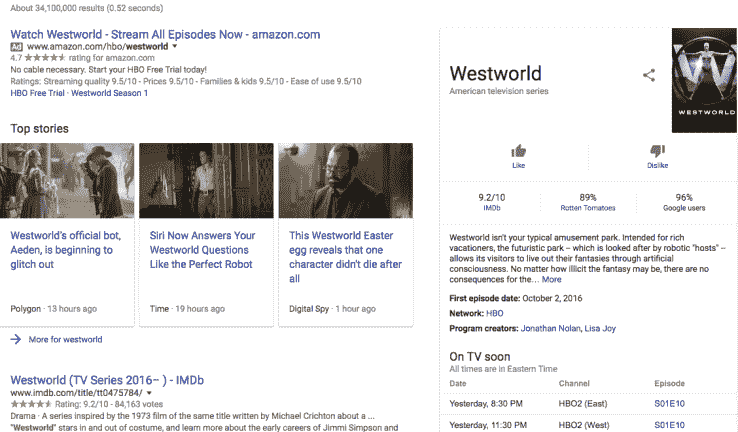 About 34,100,000 results (0.52 seconds)
Watch Westworld - Stream All Episodes Now - amazon.com
Ad www.amazon.com/hbo/westworld
4.7 rating for amazon.com
No cable necessary. Start your HBO Free Trial today!
Ratings: Streaming quality 9.5/10 - Prices 9.5/10 - Families & kids 9.5/10 - Ease of use 9.5/10
HBO Free Trial · Westworld Season 1
Top stories
Westworld's official bot,
Aeden, is beginning to
glitch out
Polygon · 13 hours ago
Siri Now Answers Your
Westworld Questions
Like the Perfect Robot
Time · 19 hours ago
This Westworld Easter
egg reveals that one
character didn't die after
all
Digital Spy · 1 hour ago
More for westworld
Westworld (TV Series 2016– ) - IMDb
www.imdb.com/title/tt0475784/
Rating: 9.2/10 - 84,163 votes
Drama · A series inspired by the 1973 film of the same title written by Michael Crichton about a ...
"Westworld" stars in and out of costume, and learn more about the early careers of Jimmi Simpson and
Westworld
American television series
WESTWORLD
Like
Dislike
9.2/10
IMDb
89%
Rotten Tomatoes
96%
Google users
Westworld isn't your typical amusement park. Intended for rich
vacationers, the futuristic park – which is looked after by robotic "hosts" –
allows its visitors to live out their fantasies through artificial
consciousness. No matter how illicit the fantasy may be, there are no
consequences for the… More
First episode date: October 2, 2016
Network: HBO
Program creators: Jonathan Nolan, Lisa Joy
On TV soon
All times are in Eastern Time
Date Channel Episode
Yesterday, 8:30 PM HBO2 (East) S01E10
Yesterday, 11:30 PM HBO2 (West) S01E10